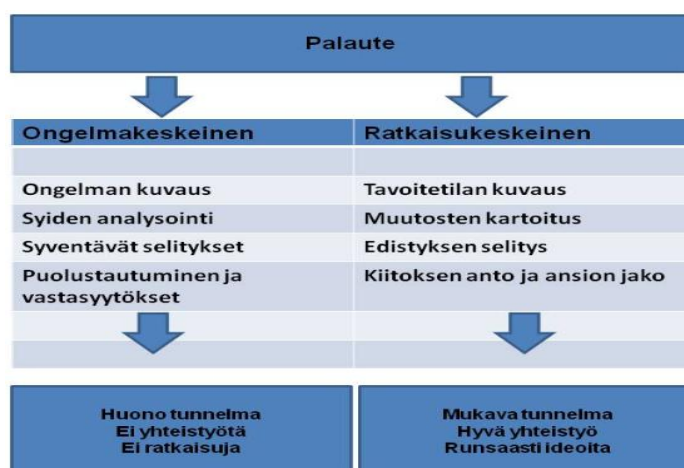 Palaute
Ongelmakeskeinen
Ratkaisukeskeinen
Ongelman kuvaus
Tavoitetilan kuvaus
Syiden analysointi
Muutosten kartoitus
Syventävät selitykset
Edistyksen selitys
Puolustautuminen ja
vastasyytökset
Kiitoksen anto ja ansion jako
Huono tunnelma
Ei yhteistyötä
Ei ratkaisuja
Mukava tunnelma
Hyvä yhteistyö
Runsaasti ideoita